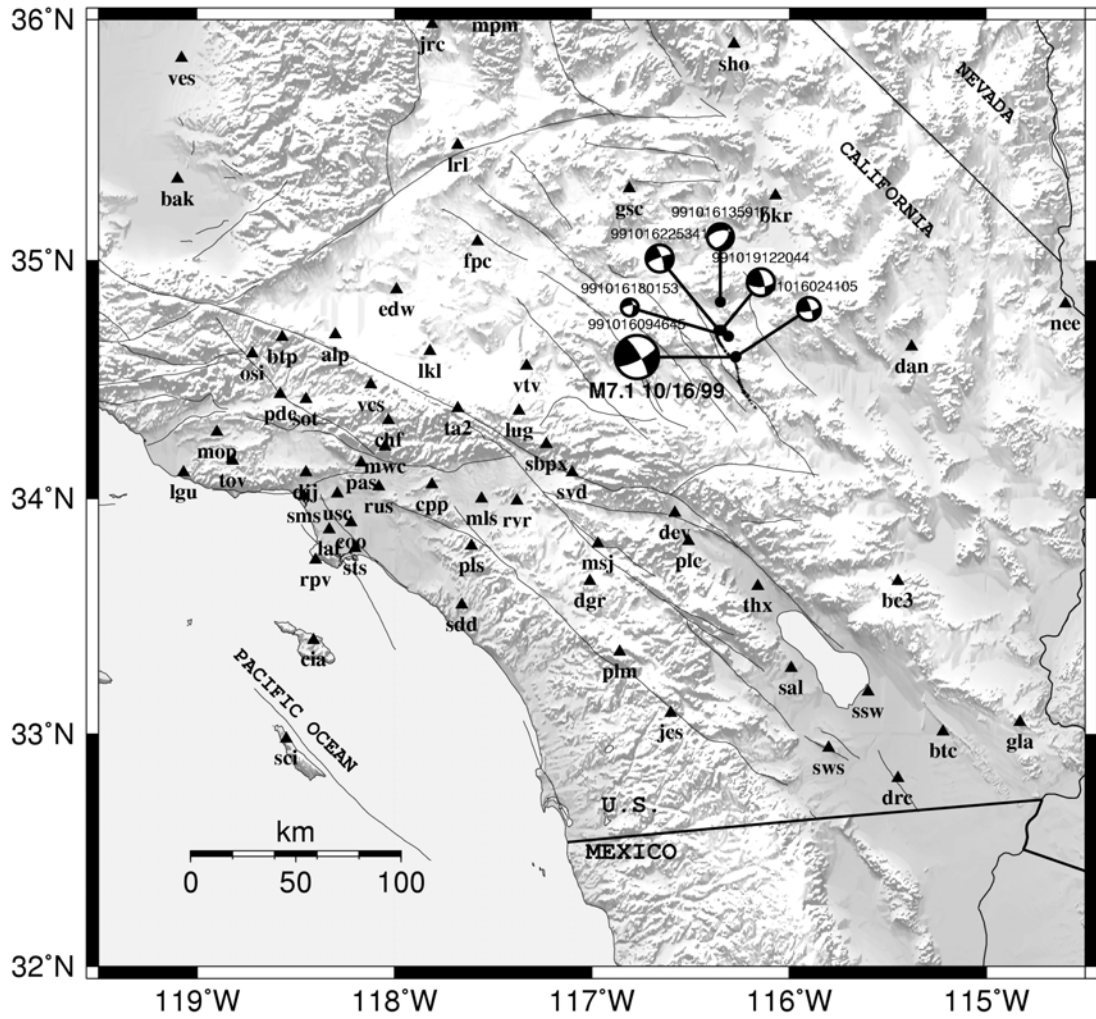 36°N
jrc
mpm
sho
ves
NEVADA
lrl
CALIFORNIA
bak
gsc
bkr
9910161359
35°N
991016225341
991019122044
fpc
991016180153
1016024105
edw
991016094645
nee
btp
alp
osi
lkl
vtv
dan
M7.1 10/16/99
vcs
pdc
sot
ta2
lug
chf
mop
mwc
sbpx
tov
pas
svd
lgu
djj
rus
cpp
34°N
sms
usc
mls
rvr
dev
laf
sts
pls
msj
plc
rpv
dgr
thx
bc3
sdd
cia
plm
sal
PACIFIC OCEAN
ssw
jcs
gla
33°N
sci
btc
sws
drc
U.S.
km
MEXICO
0 50 100
32°N
119°W 118°W 117°W 116°W 115°W